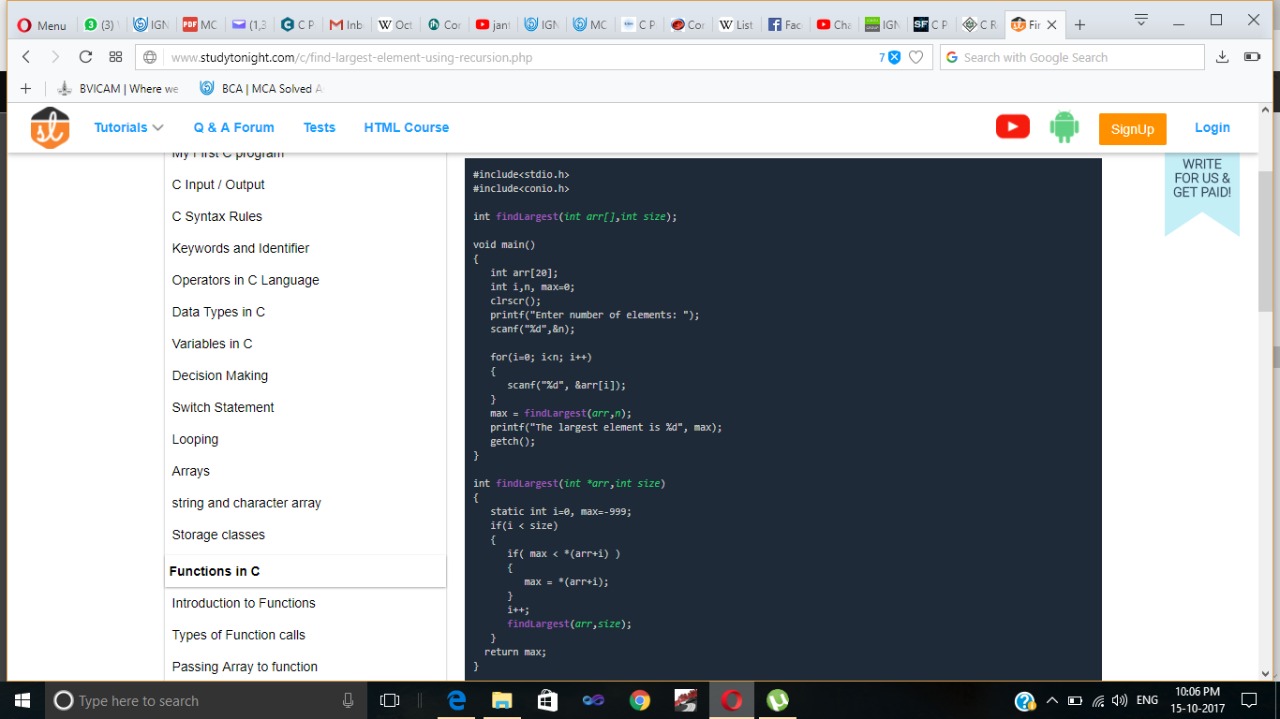 Menu
(3)
IGN
MC
(1,3
C P
Inb
Oct
Cor
jant
IGN
MC
C P
Cor
List
Fac
Cha
IGN
C P
C R
Fir
www.studytonight.com/c/find-largest-element-using-recursion.php
7
Search with Google Search
BVICAM | Where we
BCA | MCA Solved A
sl
Tutorials
Q & A Forum
Tests
HTML Course
SignUp
Login
WRITE
FOR US &
GET PAID!
My First C program
C Input / Output
C Syntax Rules
Keywords and Identifier
Operators in C Language
Data Types in C
Variables in C
Decision Making
Switch Statement
Looping
Arrays
string and character array
Storage classes
Functions in C
Introduction to Functions
Types of Function calls
Passing Array to function
#include<stdio.h>
#include<conio.h>
int findLargest(int arr[],int size);
void main()
{
int arr[20];
int i,n, max=0;
clrscr();
printf("Enter number of elements: ");
scanf("%d",&n);
for(i=0; i<n; i++)
{
scanf("%d", &arr[i]);
}
max = findLargest(arr,n);
printf("The largest element is %d", max);
getch();
}
int findLargest(int *arr,int size)
{
static int i=0, max=-999;
if(i < size)
{
if( max < *(arr+i) )
{
max = *(arr+i);
}
i++;
findLargest(arr,size);
}
return max;
}
Type here to search
ENG
10:06 PM
15-10-2017